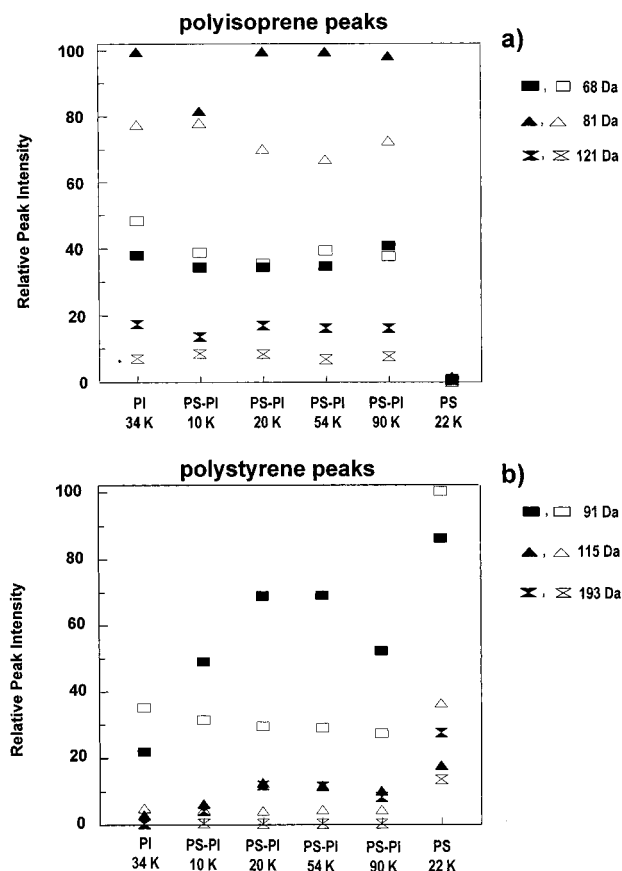 polyisoprene peaks
a)
100
80
60
40
20
0
Relative Peak Intensity
68 Da
81 Da
121 Da
PI PS-PI PS-PI PS-PI PS-PI PS
34 K 10 K 20 K 54 K 90 K 22 K
polystyrene peaks
b)
100
80
60
40
20
0
Relative Peak Intensity
91 Da
115 Da
193 Da
PI PS-PI PS-PI PS-PI PS-PI PS
34 K 10 K 20 K 54 K 90 K 22 K